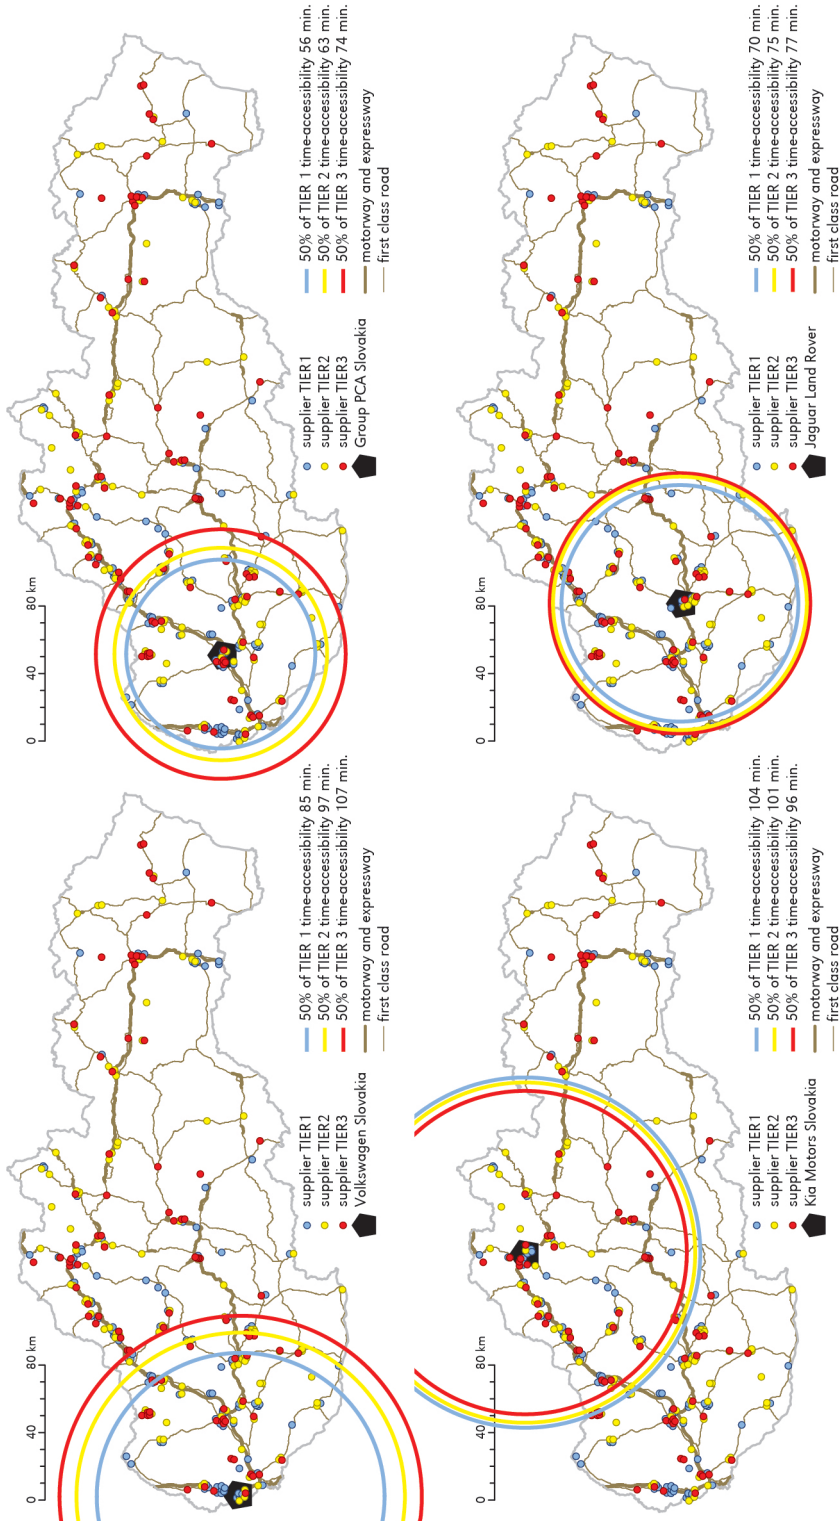 0 40 80 km
supplier TIER1
supplier TIER2
supplier TIER3
Volkswagen Slovakia
50% of TIER 1 time-accessibility 85 min.
50% of TIER 2 time-accessibility 97 min.
50% of TIER 3 time-accessibility 107 min.
motorway and expressway
first class road
0 40 80 km
supplier TIER1
supplier TIER2
supplier TIER3
Group PCA Slovakia
50% of TIER 1 time-accessibility 56 min.
50% of TIER 2 time-accessibility 63 min.
50% of TIER 3 time-accessibility 74 min.
motorway and expressway
first class road
0 40 80 km
supplier TIER1
supplier TIER2
supplier TIER3
Kia Motors Slovakia
50% of TIER 1 time-accessibility 104 min.
50% of TIER 2 time-accessibility 101 min.
50% of TIER 3 time-accessibility 96 min.
motorway and expressway
first class road
0 40 80 km
supplier TIER1
supplier TIER2
supplier TIER3
Jaguar Land Rover
50% of TIER 1 time-accessibility 70 min.
50% of TIER 2 time-accessibility 75 min.
50% of TIER 3 time-accessibility 77 min.
motorway and expressway
first class road